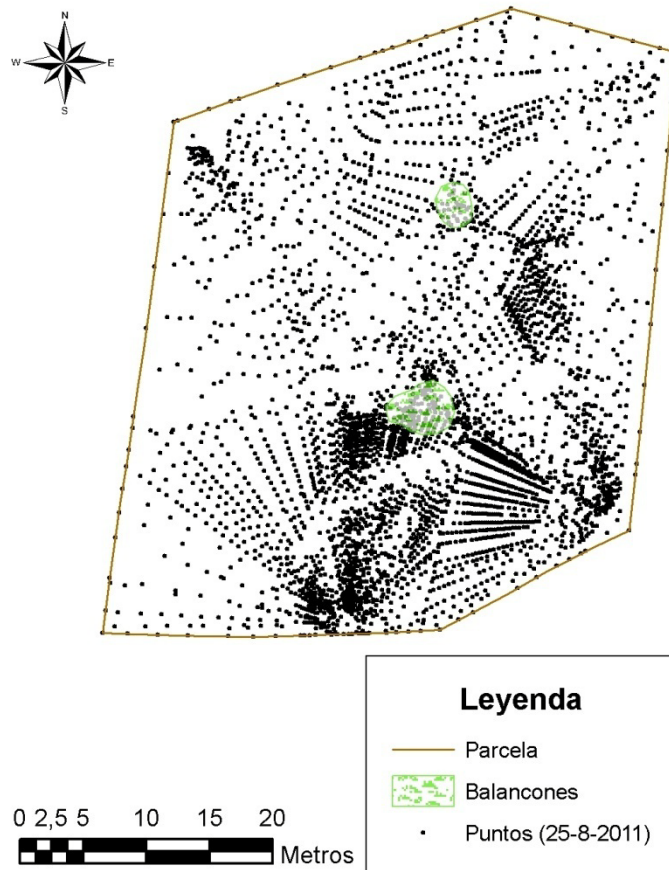 N
W E
S
Leyenda
Parcela
Balancones
Puntos (25-8-2011)
0 2,5 5 10 15 20
Metros